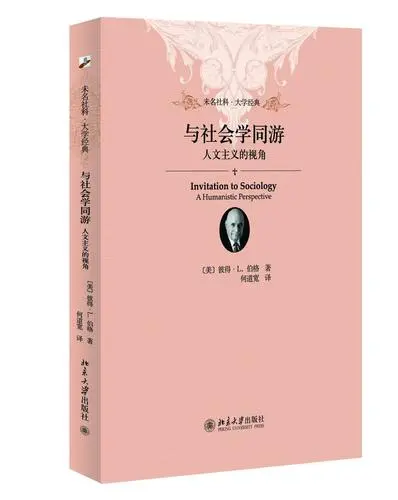 未名社科·大学经典
与社会学同游
人文主义的视角
〔美〕彼得·L. 伯格 著
何道宽 译
北京大学出版社
未名社科·大学经典
与社会学同游
人文主义的视角
Invitation to Sociology
A Humanistic Perspective
〔美〕彼得·L. 伯格 著
何道宽 译
北京大学出版社